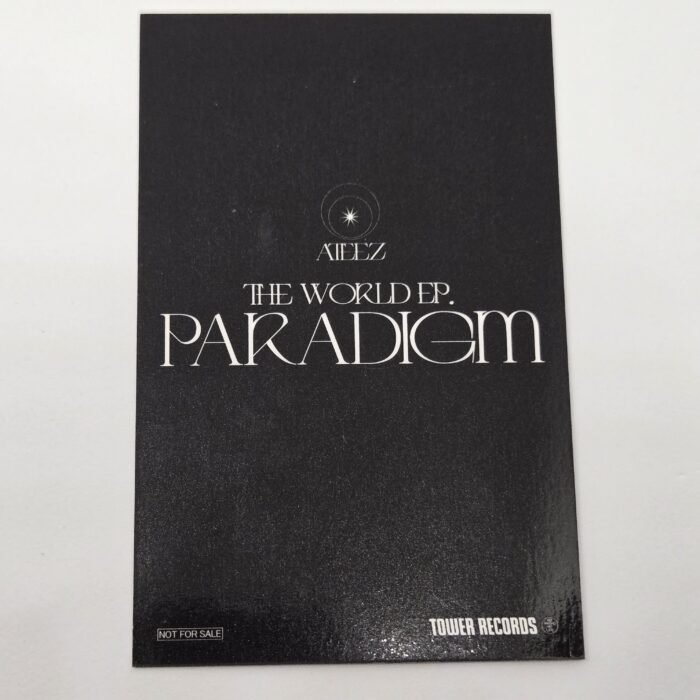 ATEEZ
THE WORLD EP.
PARADIGM
NOT FOR SALE
TOWER RECORDS